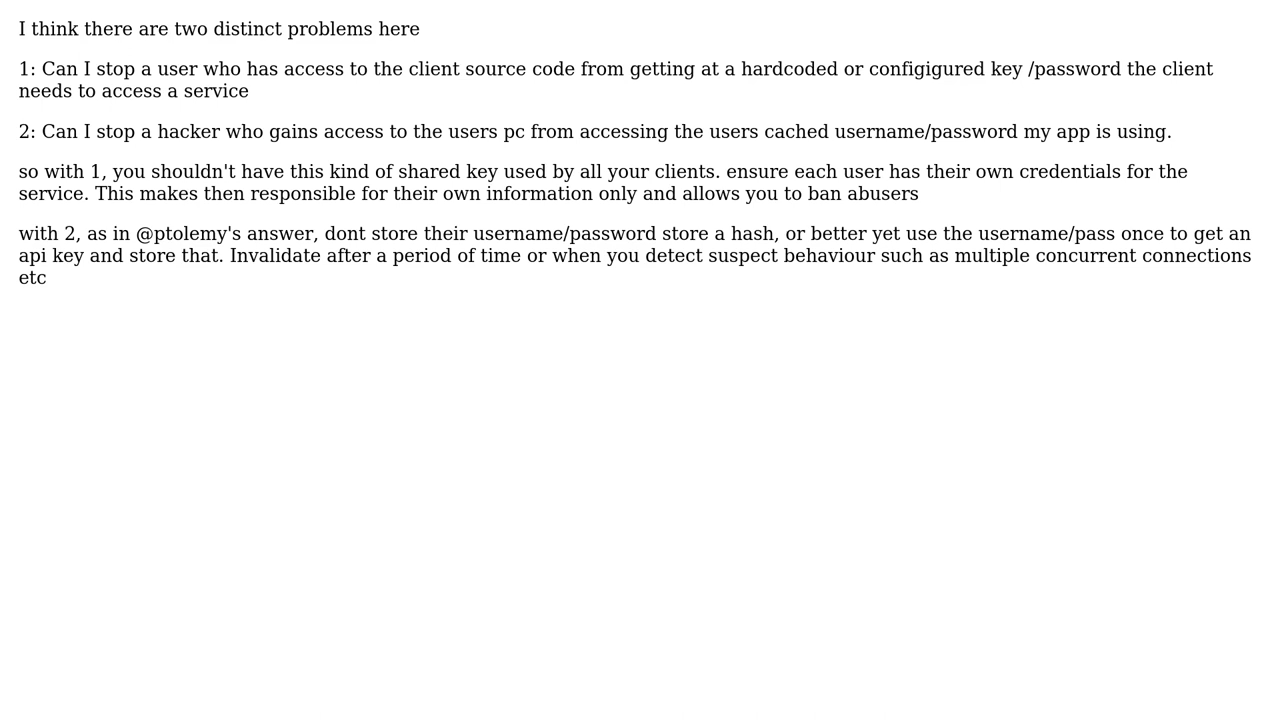 I think there are two distinct problems here
1: Can I stop a user who has access to the client source code from getting at a hardcoded or configigured key /password the client
needs to access a service
2: Can I stop a hacker who gains access to the users pc from accessing the users cached username/password my app is using.
so with 1, you shouldn't have this kind of shared key used by all your clients. ensure each user has their own credentials for the
service. This makes then responsible for their own information only and allows you to ban abusers
with 2, as in @ptolemy's answer, dont store their username/password store a hash, or better yet use the username/pass once to get an
api key and store that. Invalidate after a period of time or when you detect suspect behaviour such as multiple concurrent connections
etc